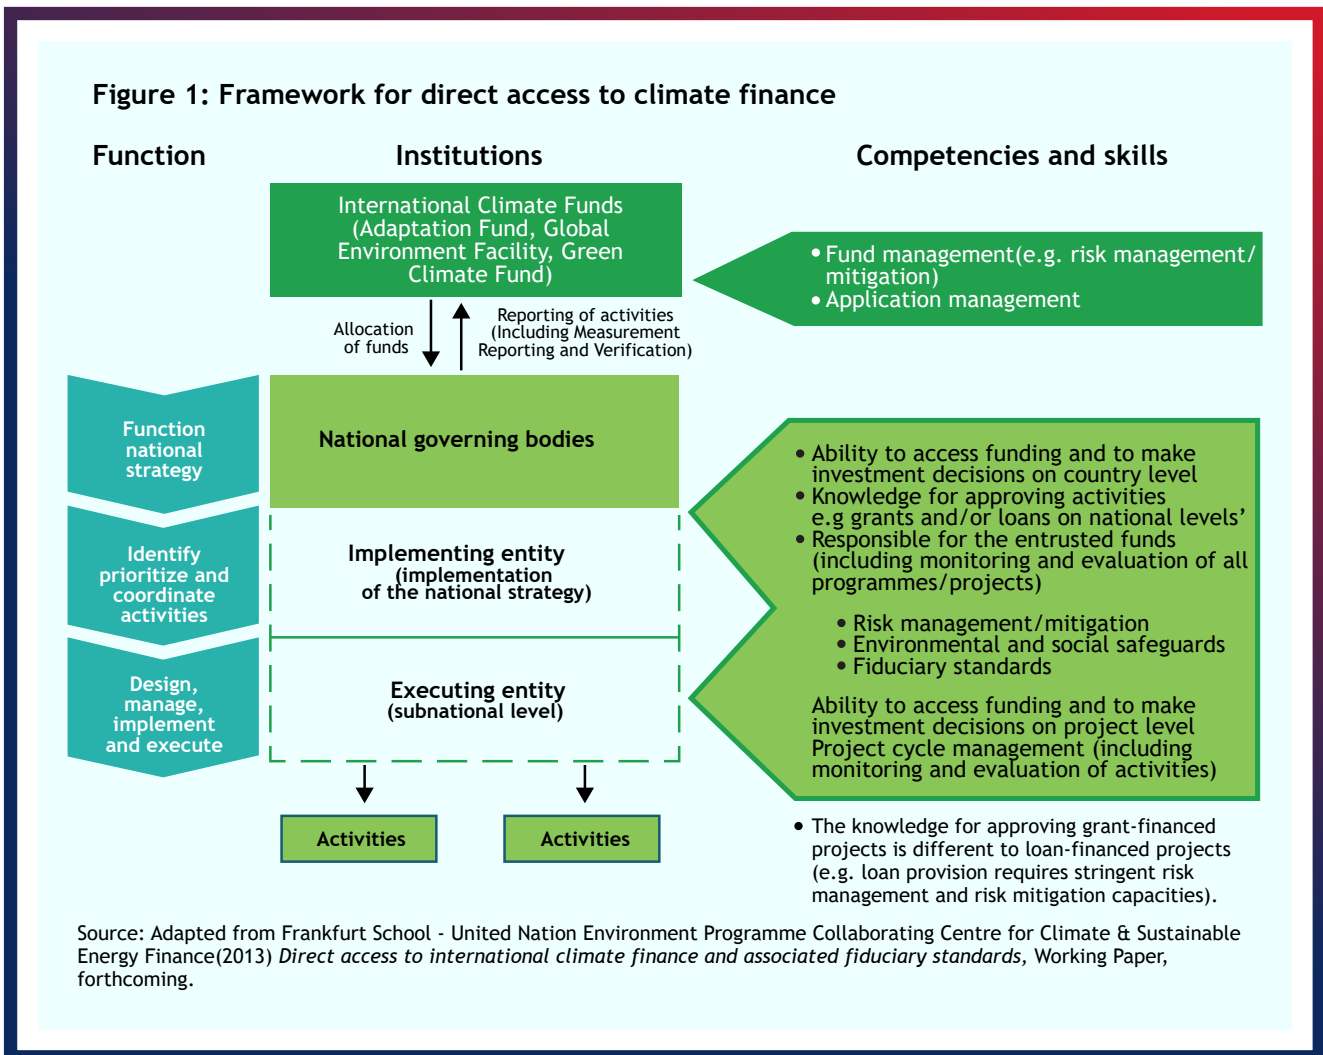 Figure 1: Framework for direct access to climate finance
Function
Institutions
Competencies and skills
International Climate Funds
(Adaptation Fund, Global
Environment Facility, Green
Climate Fund)
• Fund management(e.g. risk management/
mitigation)
• Application management
Allocation
of funds
Reporting of activities
(Including Measurement
Reporting and Verification)
Function
national
strategy
National governing bodies
Identify
prioritize and
coordinate
activities
Implementing entity
(implementation
of the national strategy)
Design,
manage,
implement
and execute
Executing entity
(subnational level)
• Ability to access funding and to make
investment decisions on country level
• Knowledge for approving activities
e.g grants and/or loans on national levels’
• Responsible for the entrusted funds
(including monitoring and evaluation of all
programmes/projects)
• Risk management/mitigation
• Environmental and social safeguards
• Fiduciary standards
Ability to access funding and to make
investment decisions on project level
Project cycle management (including
monitoring and evaluation of activities)
Activities
Activities
• The knowledge for approving grant-financed
projects is different to loan-financed projects
(e.g. loan provision requires stringent risk
management and risk mitigation capacities).
Source: Adapted from Frankfurt School - United Nation Environment Programme Collaborating Centre for Climate & Sustainable
Energy Finance(2013) Direct access to international climate finance and associated fiduciary standards, Working Paper,
forthcoming.